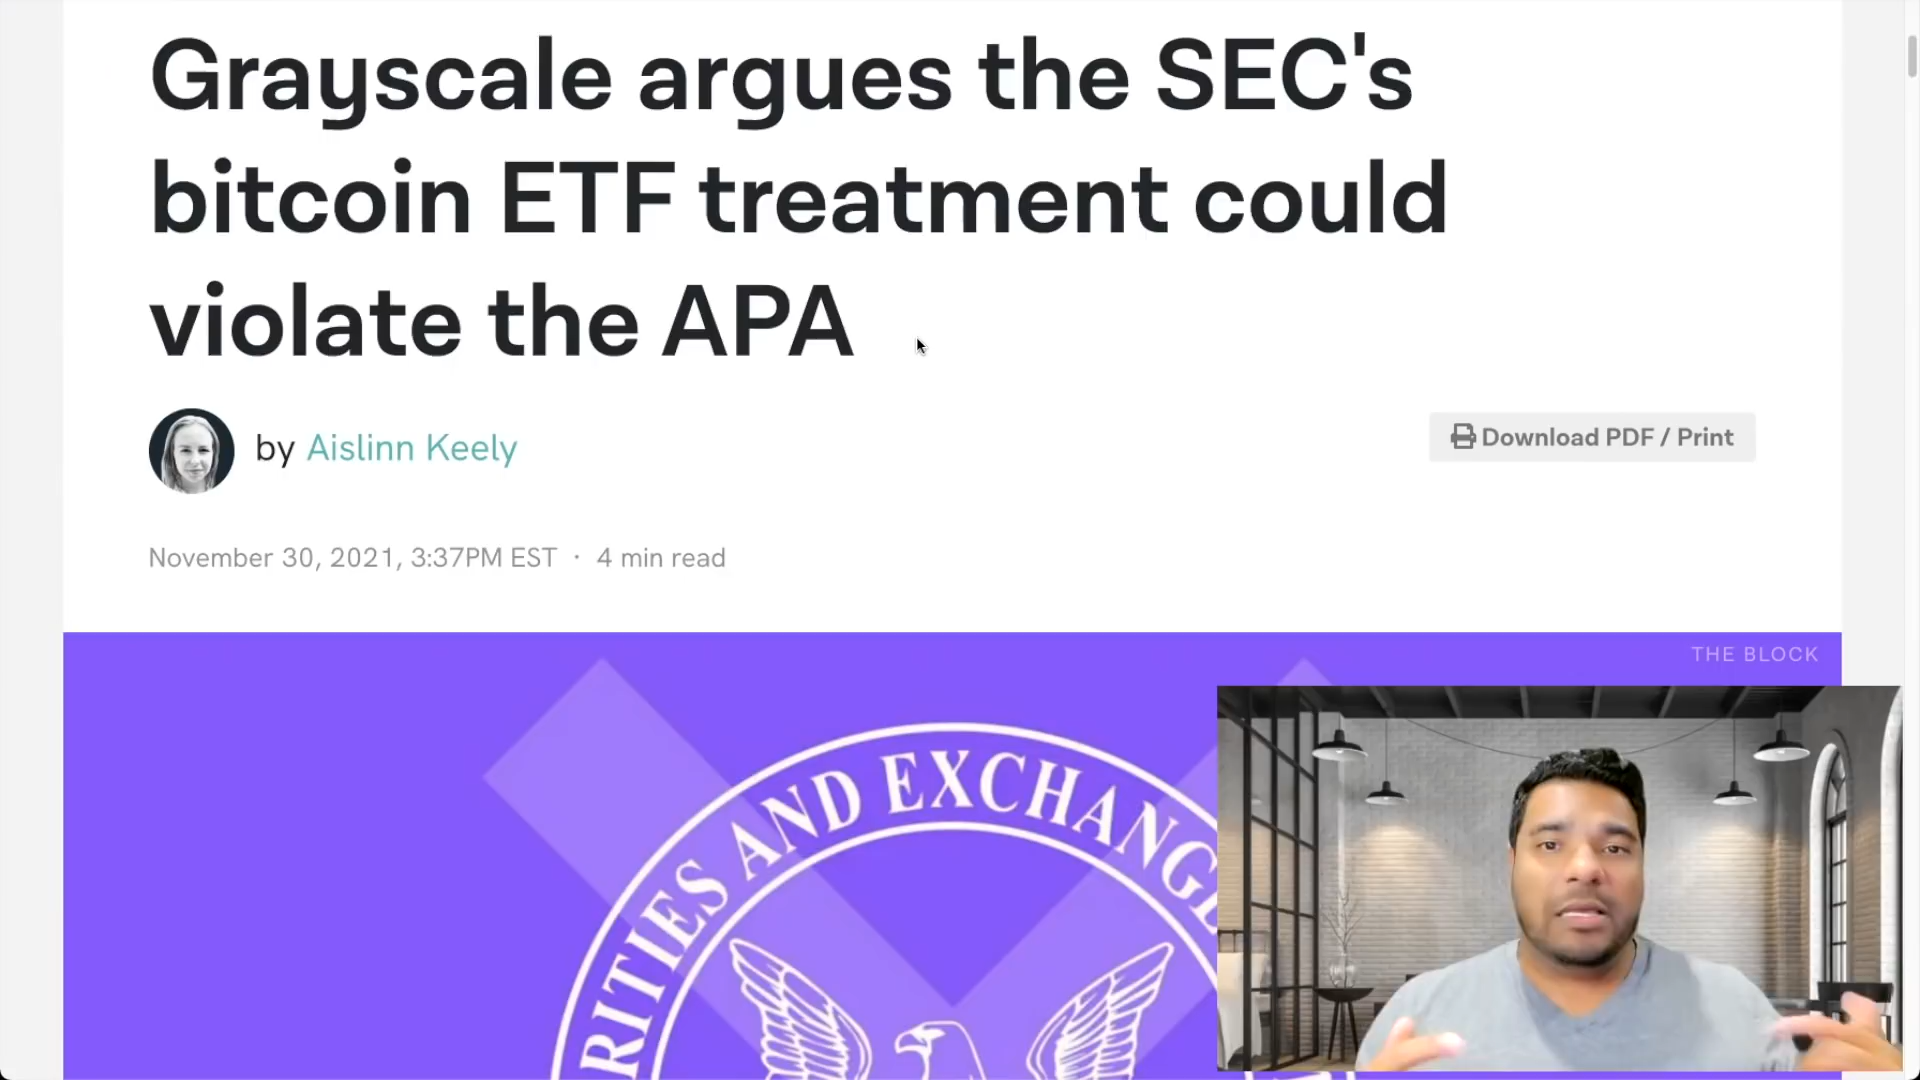 Grayscale argues the SEC's
bitcoin ETF treatment could
violate the APA
by Aislinn Keely
Download PDF / Print
November 30, 2021, 3:37PM EST · 4 min read
THE BLOCK
RITIES AND EXCHANG